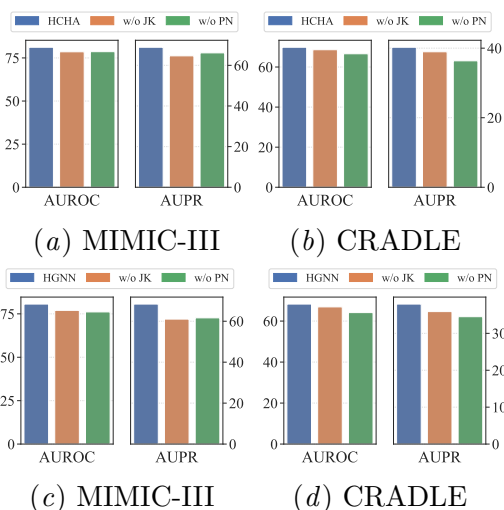 HCHA w/o JK w/o PN
75
50
25
0
AUROC
60
40
20
0
AUPR
HCHA w/o JK w/o PN
60
40
20
0
AUROC
40
20
0
AUPR
(a) MIMIC-III
(b) CRADLE
HGNN w/o JK w/o PN
75
50
25
0
AUROC
60
40
20
0
AUPR
HGNN w/o JK w/o PN
60
40
20
0
AUROC
30
20
10
0
AUPR
(c) MIMIC-III
(d) CRADLE